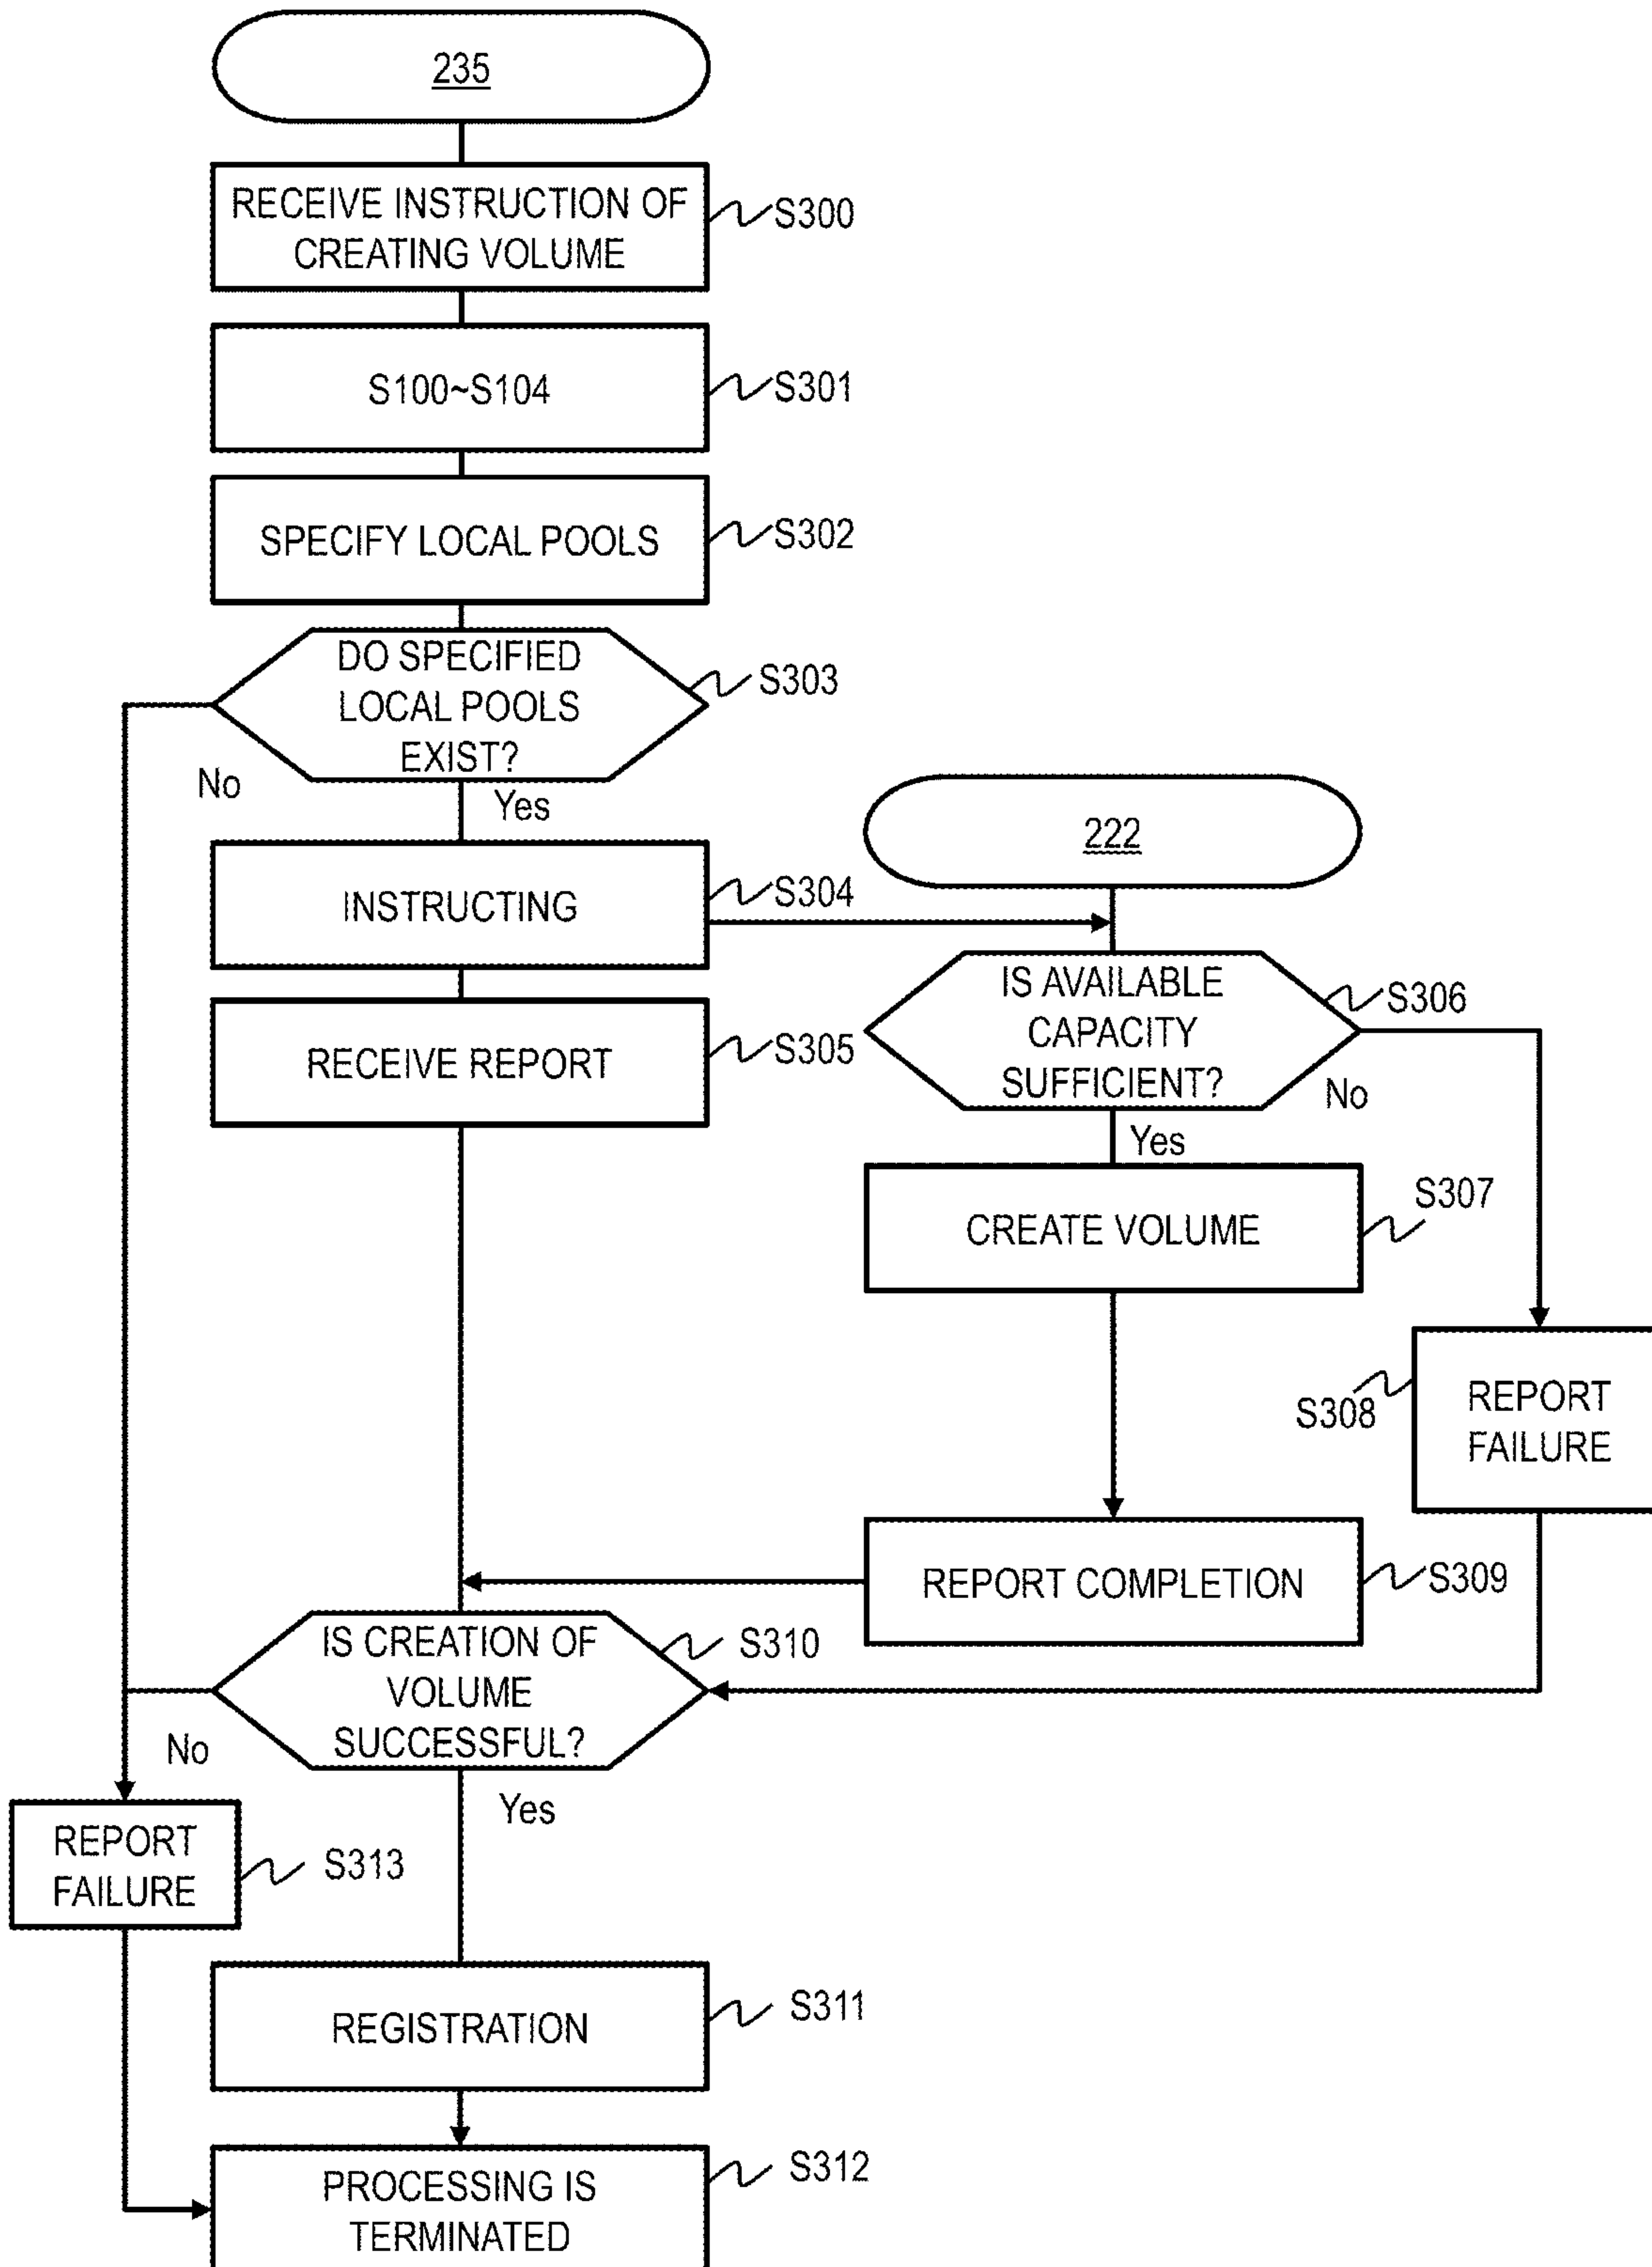 235
RECEIVE INSTRUCTION OF
CREATING VOLUME
S300
S100~S104
S301
SPECIFY LOCAL POOLS
S302
DO SPECIFIED
LOCAL POOLS
EXIST?
S303
No
Yes
222
INSTRUCTING
S304
IS AVAILABLE
CAPACITY
SUFFICIENT?
S306
RECEIVE REPORT
S305
No
Yes
CREATE VOLUME
S307
REPORT
FAILURE
S308
REPORT COMPLETION
S309
IS CREATION OF
VOLUME
SUCCESSFUL?
S310
No
Yes
REPORT
FAILURE
S313
REGISTRATION
S311
PROCESSING IS
TERMINATED
S312